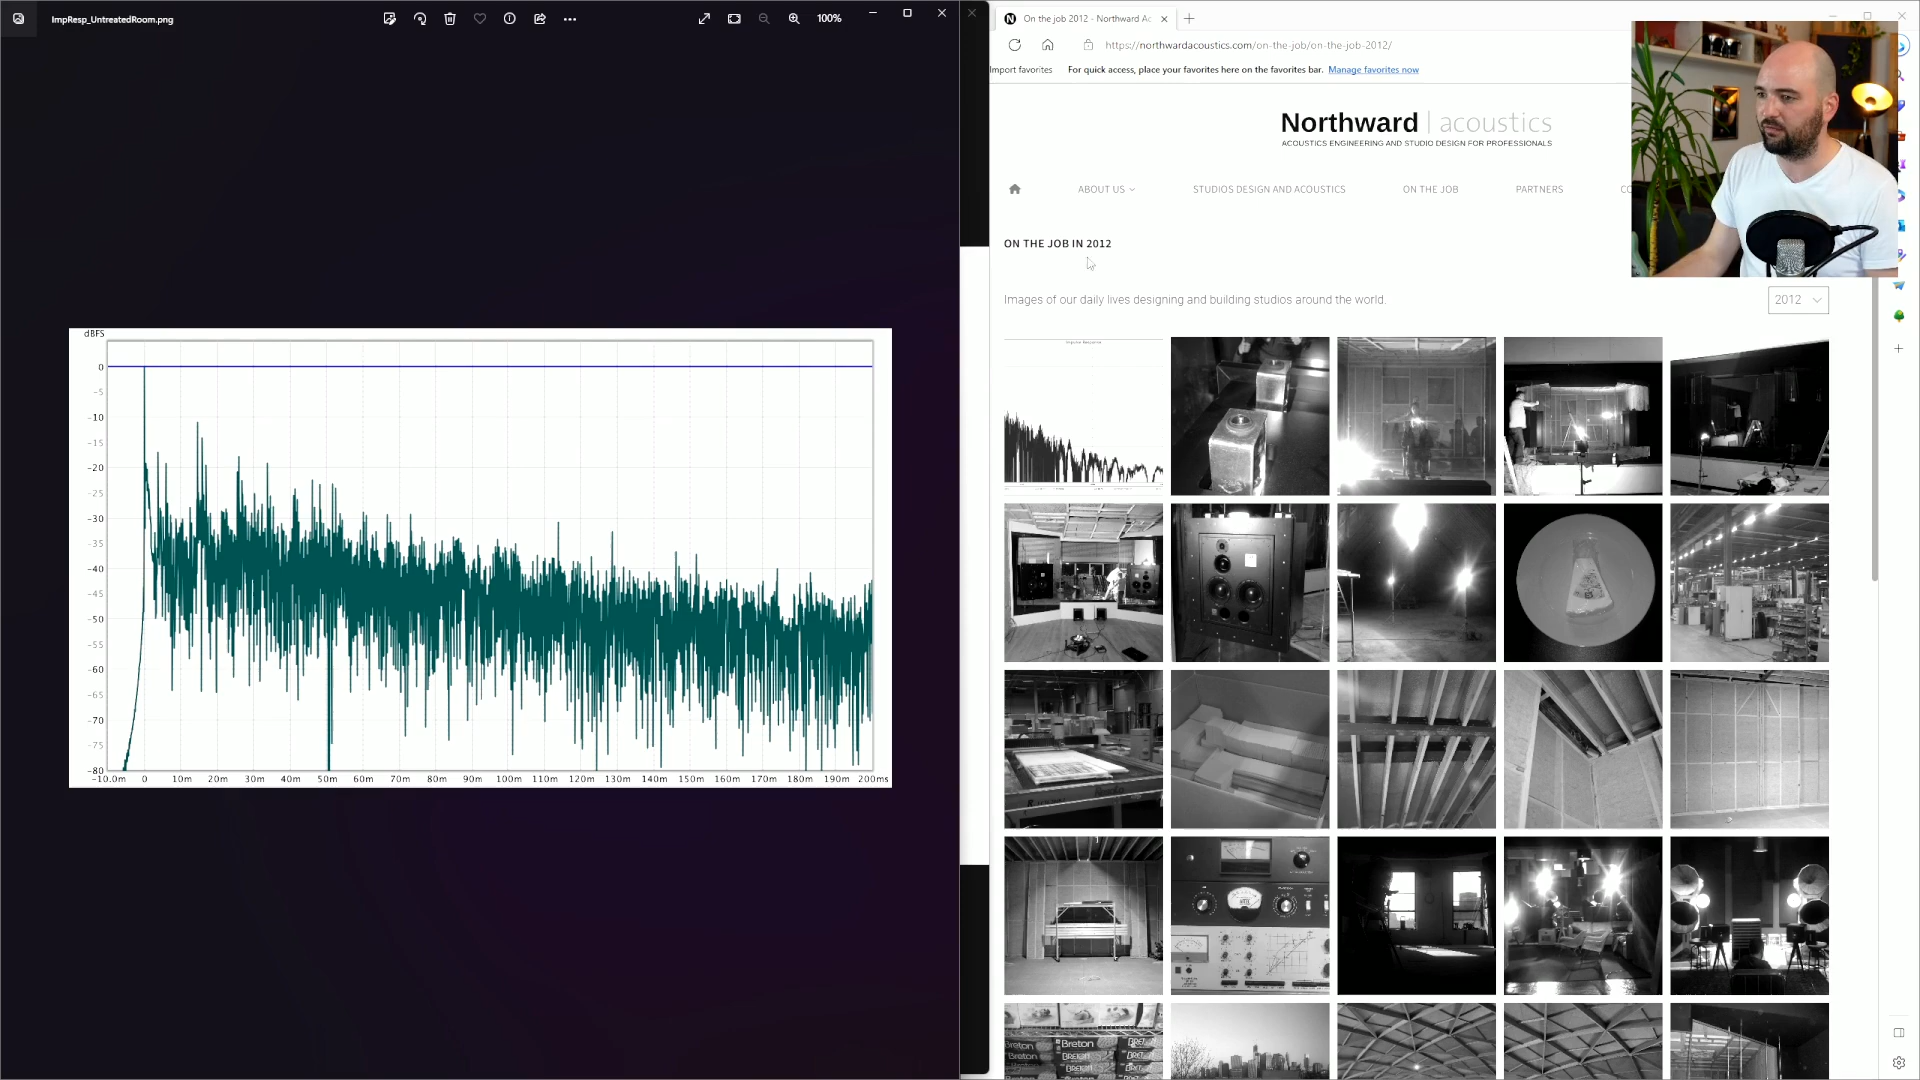 ImpResp_UntreatedRoom.png
100%
dBFS
0
-5
-10
-15
-20
-25
-30
-35
-40
-45
-50
-55
-60
-65
-70
-75
-80
-10.0m 0 10m 20m 30m 40m 50m 60m 70m 80m 90m 100m 110m 120m 130m 140m 150m 160m 170m 180m 190m 200ms
On the job 2012 - Northward Ac
https://northwardacoustics.com/on-the-job/on-the-job-2012/
Import favorites For quick access, place your favorites here on the favorites bar. Manage favorites now
Northward | acoustics
ACOUSTICS ENGINEERING AND STUDIO DESIGN FOR PROFESSIONALS
ABOUT US STUDIOS DESIGN AND ACOUSTICS ON THE JOB PARTNERS CO
ON THE JOB IN 2012
Images of our daily lives designing and building studios around the world.
2012
Breton